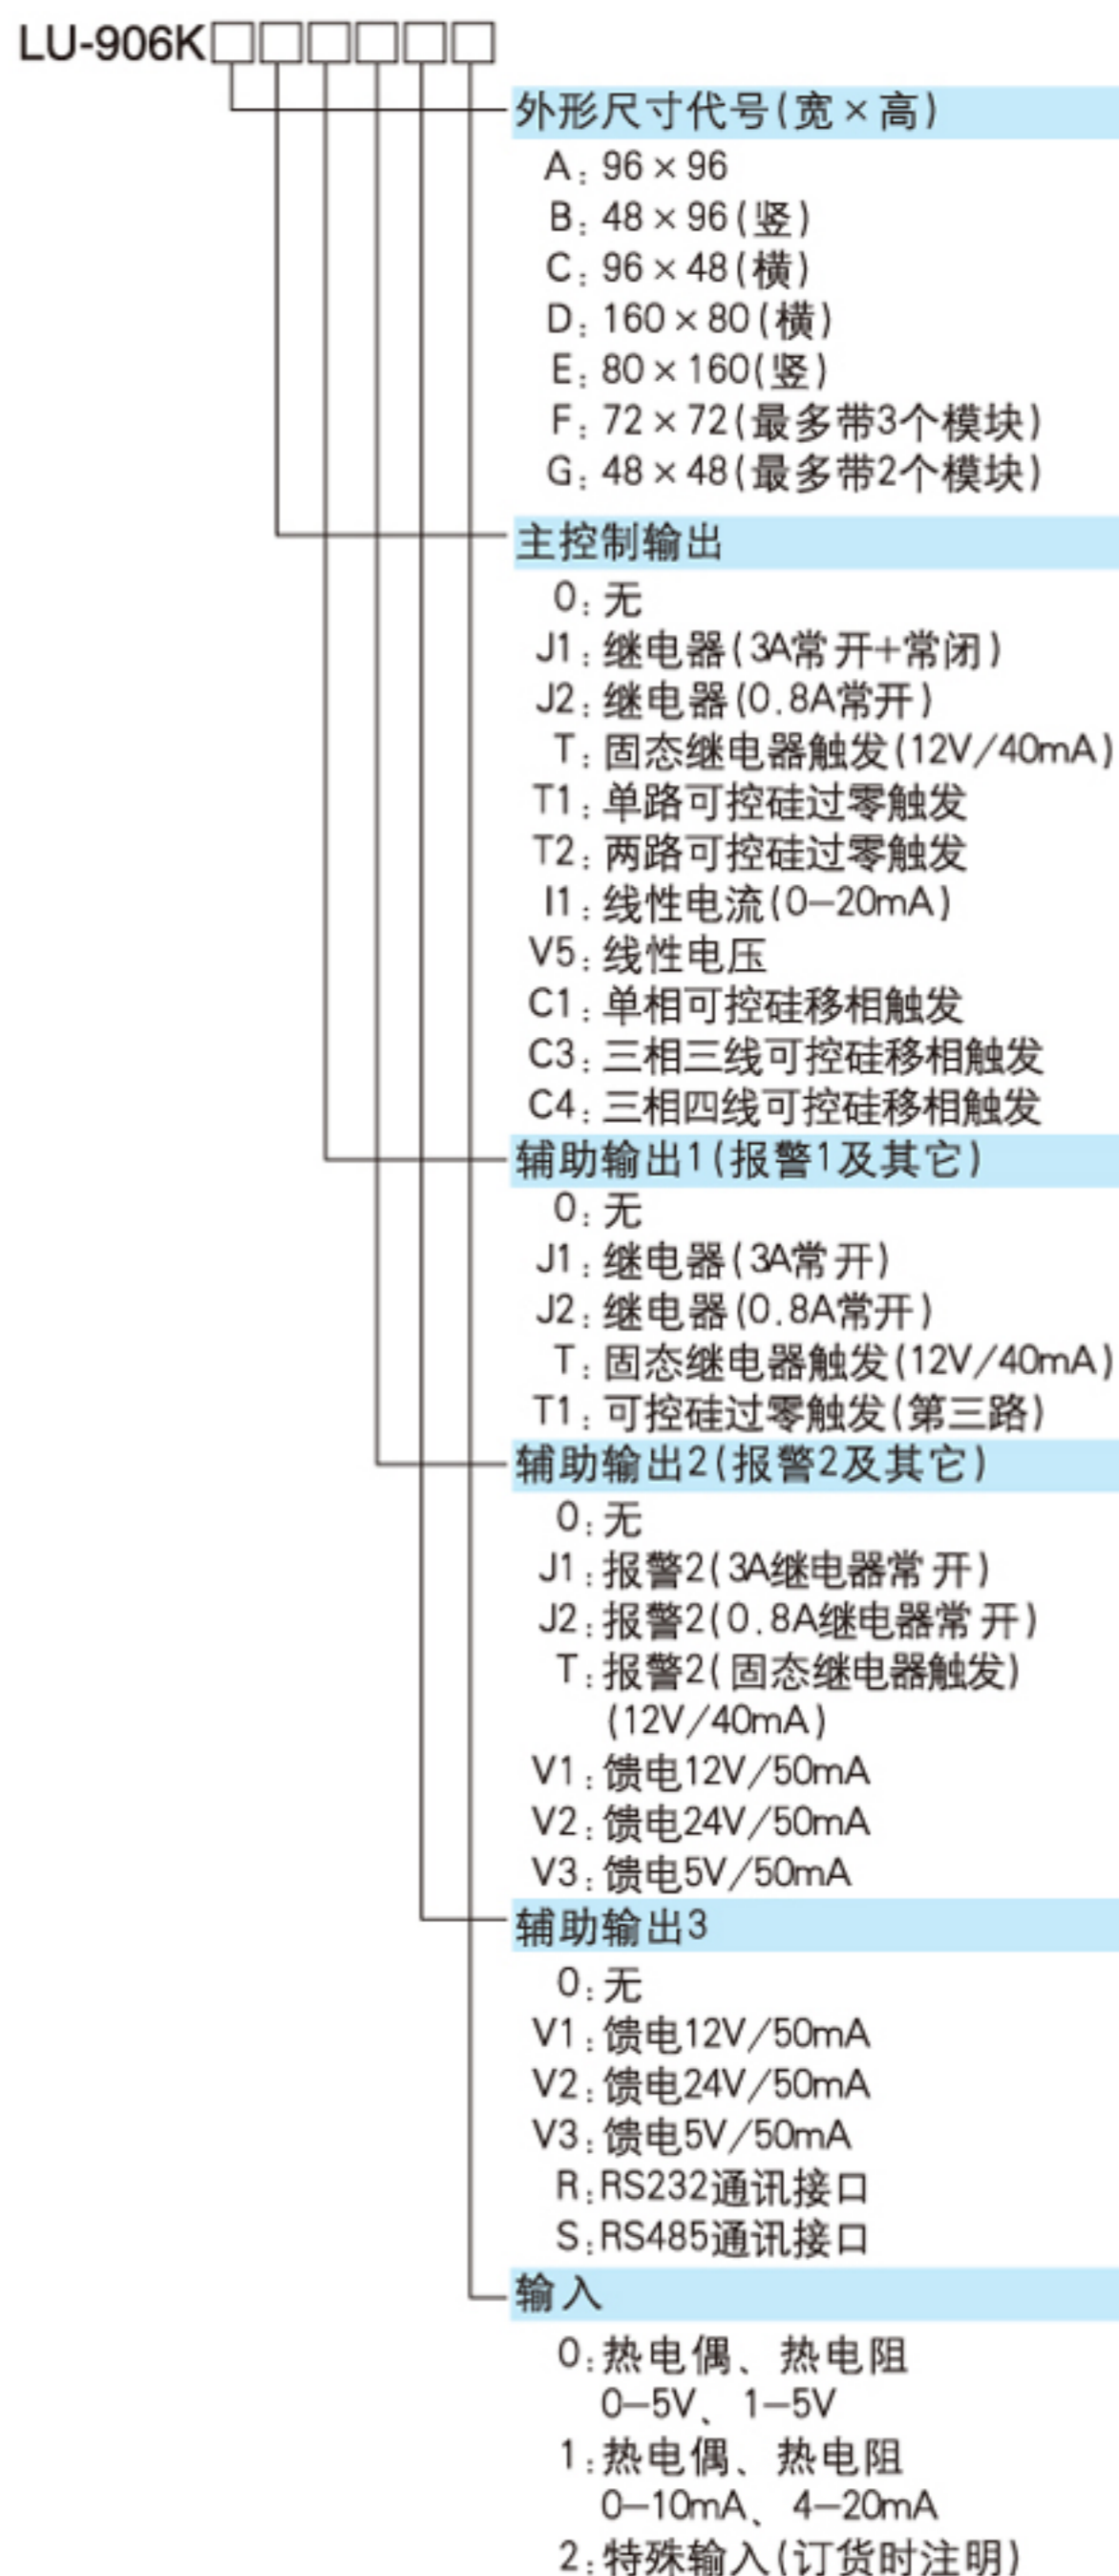 LU-906K□□□□□□
外形尺寸代号(宽×高)
A: 96×96
B: 48×96(竖)
C: 96×48(横)
D: 160×80(横)
E: 80×160(竖)
F: 72×72(最多带3个模块)
G: 48×48(最多带2个模块)
主控制输出
0: 无
J1: 继电器(3A常开+常闭)
J2: 继电器(0.8A常开)
T: 固态继电器触发(12V/40mA)
T1: 单路可控硅过零触发
T2: 两路可控硅过零触发
I1: 线性电流(0—20mA)
V5: 线性电压
C1: 单相可控硅移相触发
C3: 三相三线可控硅移相触发
C4: 三相四线可控硅移相触发
辅助输出1(报警1及其它)
0: 无
J1: 继电器(3A常开)
J2: 继电器(0.8A常开)
T: 固态继电器触发(12V/40mA)
T1: 可控硅过零触发(第三路)
辅助输出2(报警2及其它)
0: 无
J1: 报警2(3A继电器常开)
J2: 报警2(0.8A继电器常开)
T: 报警2(固态继电器触发)
(12V/40mA)
V1: 馈电12V/50mA
V2: 馈电24V/50mA
V3: 馈电5V/50mA
辅助输出3
0: 无
V1: 馈电12V/50mA
V2: 馈电24V/50mA
V3: 馈电5V/50mA
R: RS232通讯接口
S: RS485通讯接口
输入
0: 热电偶、热电阻
0—5V、1—5V
1: 热电偶、热电阻
0—10mA、4—20mA
2: 特殊输入(订货时注明)